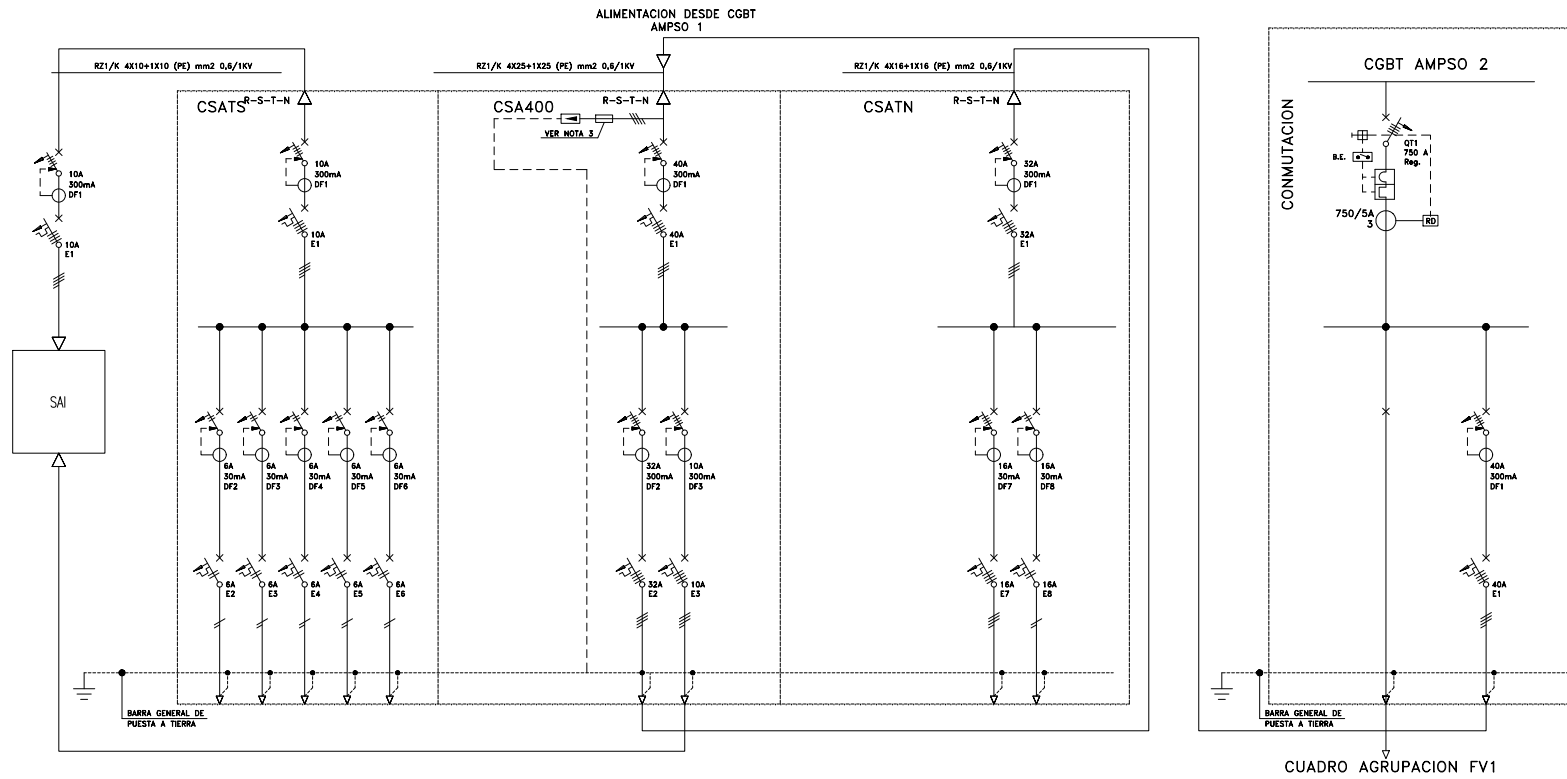 ALIMENTACION DESDE CGBT
AMPSO 1
RZ1/K 4X10+1X10 (PE) mm2 0,6/1KV
RZ1/K 4X25+1X25 (PE) mm2 0,6/1KV
RZ1/K 4X16+1X16 (PE) mm2 0,6/1KV
CGBT AMPSO 2
CSATS
R-S-T-N
CSA400
R-S-T-N
CSATN
R-S-T-N
VER NOTA 3
CONMUTACION
10A
300mA
DF1
10A
E1
10A
300mA
DF1
10A
E1
40A
300mA
DF1
40A
E1
32A
300mA
DF1
32A
E1
QT1
750 A
Reg.
B.E.
750/5A
3
RD
SAI
6A
30mA
DF2
6A
30mA
DF3
6A
30mA
DF4
6A
30mA
DF5
6A
30mA
DF6
32A
300mA
DF2
10A
300mA
DF3
16A
30mA
DF7
16A
30mA
DF8
40A
300mA
DF1
6A
E2
6A
E3
6A
E4
6A
E5
6A
E6
32A
E2
10A
E3
16A
E7
16A
E8
40A
E1
BARRA GENERAL DE
PUESTA A TIERRA
BARRA GENERAL DE
PUESTA A TIERRA
CUADRO AGRUPACION FV1